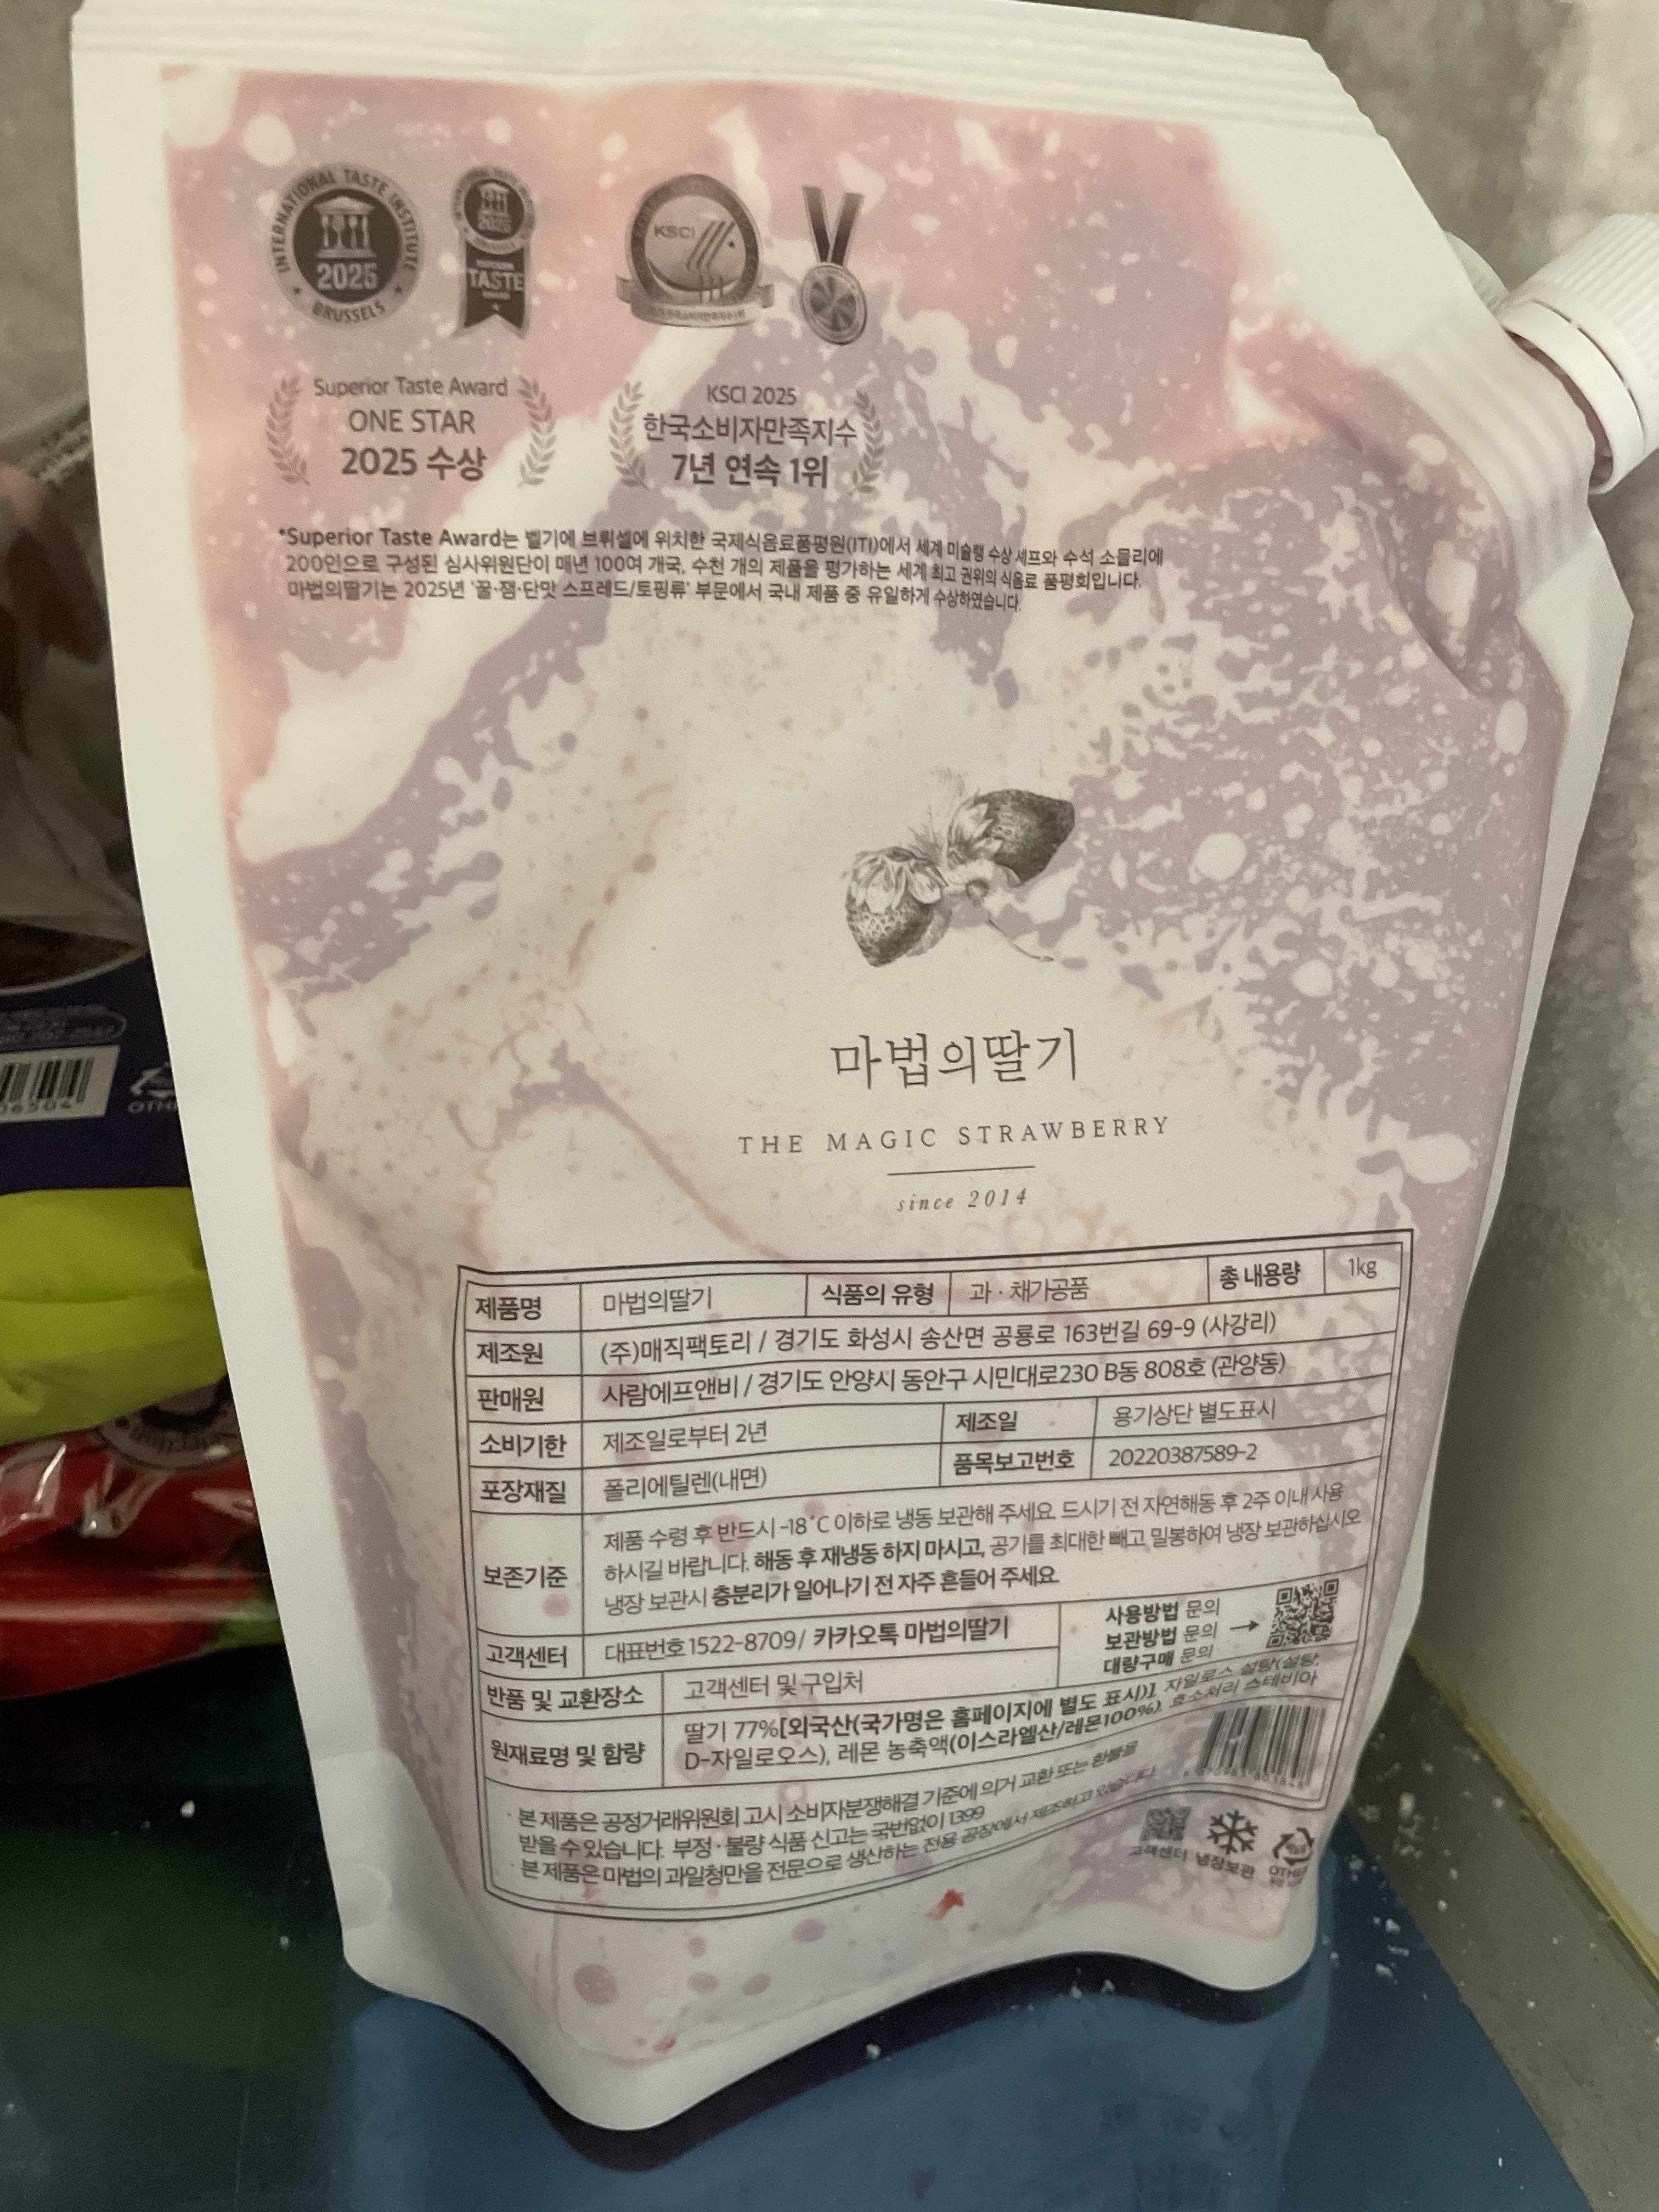 INTERNATIONAL TASTE INSTITUTE
2025
BRUSSELS
2025
TASTE
KSCI
Superior Taste Award
ONE STAR
2025 수상
KSCI 2025
한국소비자만족지수
7년 연속 1위
*Superior Taste Award는 벨기에 브뤼셀에 위치한 국제식음료품평원(ITI)에서 세계 미슐랭 수상 셰프와 수석 소믈리에
200인으로 구성된 심사위원단이 매년 100여 개국, 수천 개의 제품을 평가하는 세계 최고 권위의 식음료 품평회입니다.
마법의딸기는 2025년 '꿀·잼·단맛 스프레드/토핑류' 부문에서 국내 제품 중 유일하게 수상하였습니다.
마법의딸기
THE MAGIC STRAWBERRY
since 2014
제품명 마법의딸기 식품의 유형 과·채가공품 총 내용량 1kg
제조원 (주)매직팩토리 / 경기도 화성시 송산면 공룡로 163번길 69-9 (사강리)
판매원 사람에프앤비 / 경기도 안양시 동안구 시민대로230 B동 808호 (관양동)
소비기한 제조일로부터 2년 제조일 용기상단 별도표시
포장재질 폴리에틸렌(내면) 품목보고번호 20220387589-2
보존기준 제품 수령 후 반드시 -18˚C 이하로 냉동 보관해 주세요. 드시기 전 자연해동 후 2주 이내 사용
하시길 바랍니다. 해동 후 재냉동 하지 마시고, 공기를 최대한 빼고 밀봉하여 냉장 보관하십시오
냉장 보관시 층분리가 일어나기 전 자주 흔들어 주세요.
고객센터 대표번호 1522-8709/ 카카오톡 마법의딸기
사용방법 문의
보관방법 문의 →
대량구매 문의
반품 및 교환장소 고객센터 및 구입처
원재료명 및 함량 딸기 77%[외국산(국가명은 홈페이지에 별도 표시)], 자일로스 설탕(설탕,
D-자일로오스), 레몬 농축액(이스라엘산/레몬100%), 효소처리 스테비아
· 본 제품은 공정거래위원회 고시 소비자분쟁해결 기준에 의거 교환 또는 환불을
받을 수 있습니다. 부정·불량 식품 신고는 국번없이 1399
· 본 제품은 마법의 과일청만을 전문으로 생산하는 전용 공장에서 제조하고 있습니다.
고객센터 냉장보관 OTHER